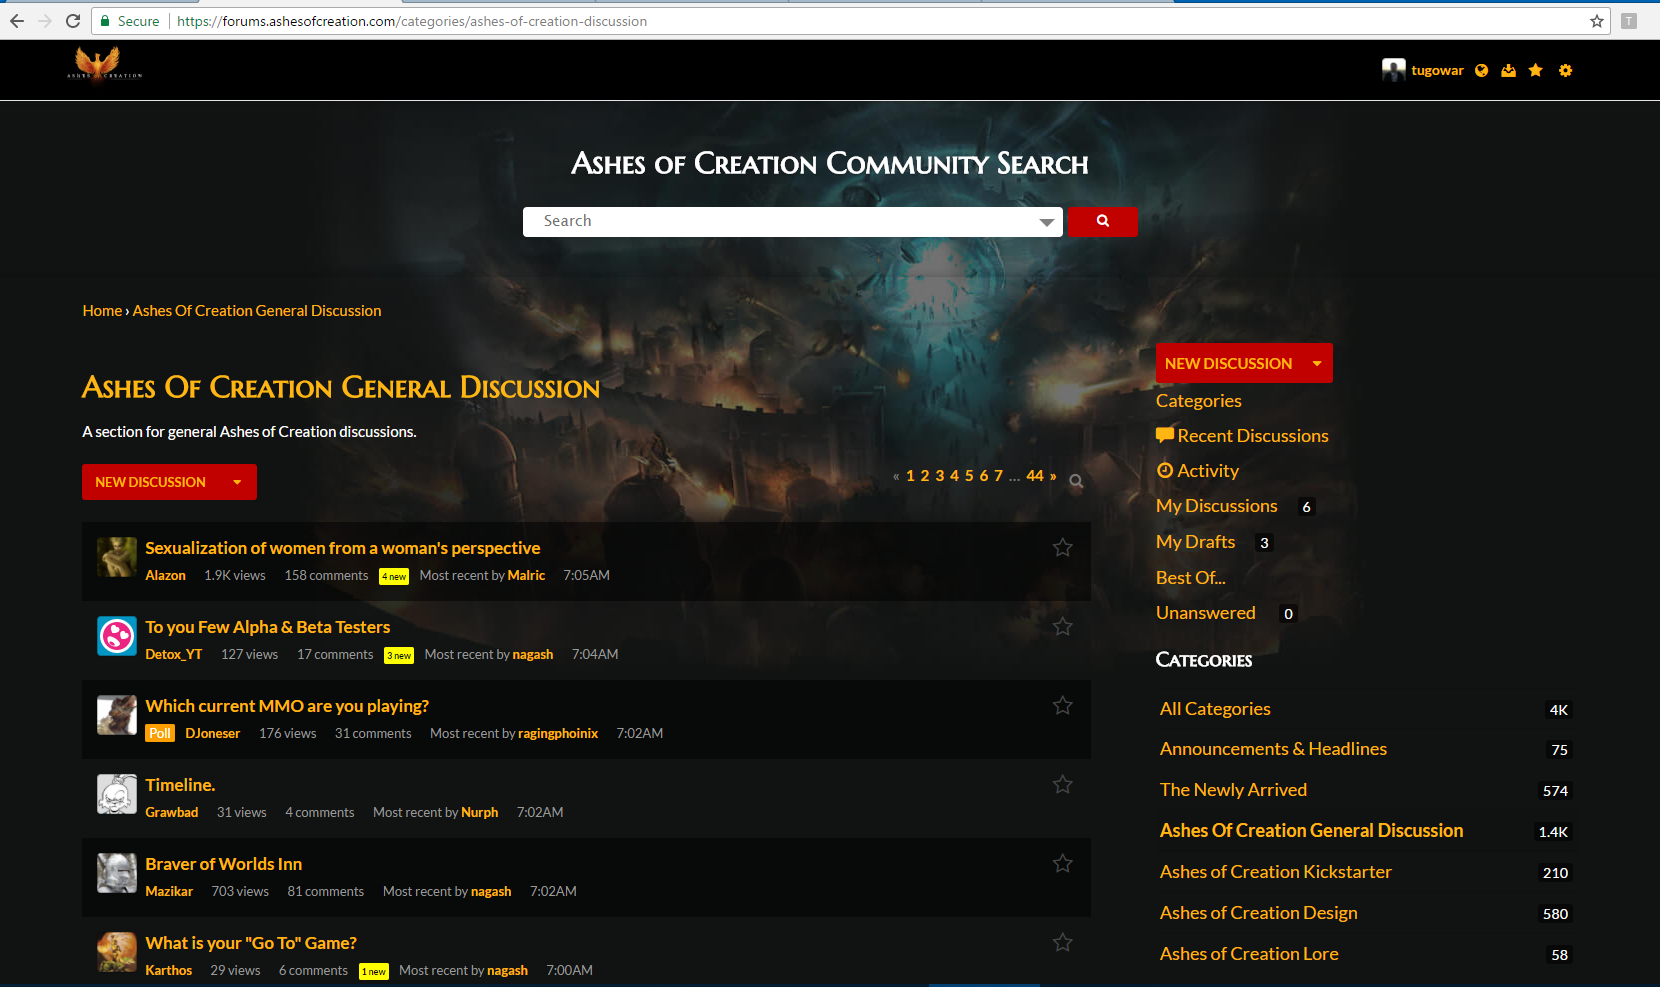 Secure
https://forums.ashesofcreation.com/categories/ashes-of-creation-discussion
T
ASHES OF CREATION
tugowar
Ashes of Creation Community Search
Search
Home › Ashes Of Creation General Discussion
Ashes Of Creation General Discussion
A section for general Ashes of Creation discussions.
NEW DISCUSSION
« 1 2 3 4 5 6 7 … 44 »
Sexualization of women from a woman's perspective
Alazon 1.9K views 158 comments 4 new Most recent by Malric 7:05AM
To you Few Alpha & Beta Testers
Detox_YT 127 views 17 comments 3 new Most recent by nagash 7:04AM
Which current MMO are you playing?
Poll DJoneser 176 views 31 comments Most recent by ragingphoinix 7:02AM
Timeline.
Grawbad 31 views 4 comments Most recent by Nurph 7:02AM
Braver of Worlds Inn
Mazikar 703 views 81 comments Most recent by nagash 7:02AM
What is your "Go To" Game?
Karthos 29 views 6 comments 1 new Most recent by nagash 7:00AM
NEW DISCUSSION
Categories
Recent Discussions
Activity
My Discussions 6
My Drafts 3
Best Of...
Unanswered 0
Categories
All Categories 4K
Announcements & Headlines 75
The Newly Arrived 574
Ashes Of Creation General Discussion 1.4K
Ashes of Creation Kickstarter 210
Ashes of Creation Design 580
Ashes of Creation Lore 58